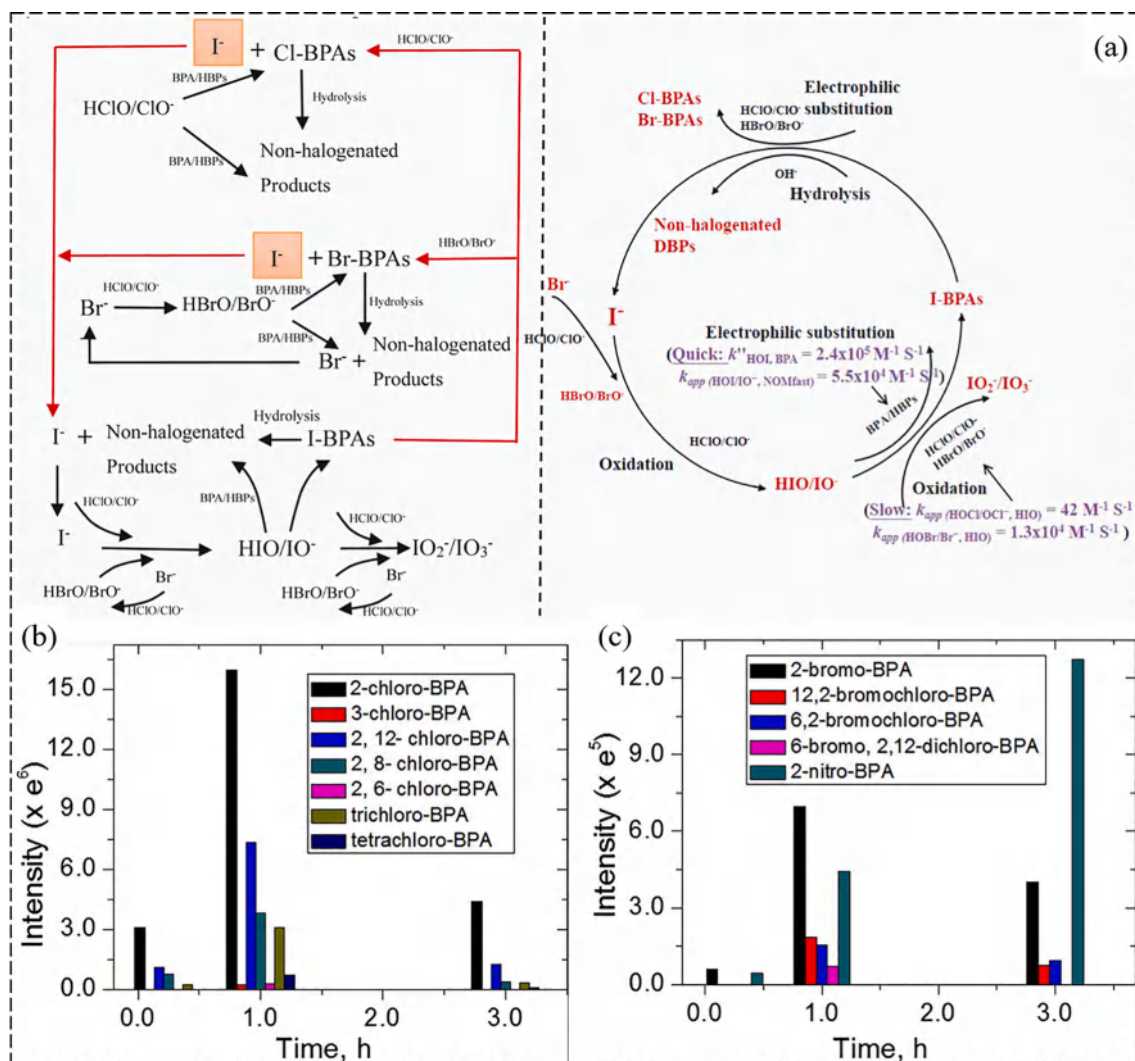 (a)
I⁻ + Cl-BPAs
HClO/ClO⁻
BPA/HBPs
Hydrolysis
HClO/ClO⁻
BPA/HBPs
Non-halogenated
Products
I⁻ + Br-BPAs
HBrO/BrO⁻
BPA/HBPs
HClO/ClO⁻
Br⁻
HBrO/BrO⁻
Hydrolysis
BPA/HBPs
Br⁻ + Non-halogenated
Products
I⁻ + Non-halogenated
Products
Hydrolysis
I-BPAs
BPA/HBPs
HClO/ClO⁻
HClO/ClO⁻
I⁻
HIO/IO⁻
IO₂⁻/IO₃⁻
Br⁻
Br⁻
HBrO/BrO⁻
HClO/ClO⁻
HBrO/BrO⁻
HClO/ClO⁻
Cl-BPAs
Br-BPAs
HClO/ClO⁻
HBrO/BrO⁻
Electrophilic
substitution
OH⁻
Hydrolysis
Non-halogenated
DBPs
Br⁻
I⁻
I-BPAs
HClO/ClO⁻
HBrO/BrO⁻
Electrophilic substitution
(Quick: k''HOI, BPA = 2.4x10⁵ M⁻¹ S⁻¹
kapp (HOI/IO⁻, NOMfast) = 5.5x10⁴ M⁻¹ S⁻¹)
BPA/HBPs
IO₂⁻/IO₃⁻
HClO/ClO⁻
HClO/ClO-
HBrO/BrO⁻
Oxidation
HIO/IO⁻
Oxidation
(Slow: kapp (HOCl/OCl⁻, HIO) = 42 M⁻¹ S⁻¹
kapp (HOBr/Br⁻, HIO) = 1.3x10⁴ M⁻¹ S⁻¹)
(b)
2-chloro-BPA
3-chloro-BPA
2, 12- chloro-BPA
2, 8- chloro-BPA
2, 6- chloro-BPA
trichloro-BPA
tetrachloro-BPA
Intensity (x e⁶)
15.0
12.0
9.0
6.0
3.0
0.0
0.0 1.0 2.0 3.0
Time, h
(c)
2-bromo-BPA
12,2-bromochloro-BPA
6,2-bromochloro-BPA
6-bromo, 2,12-dichloro-BPA
2-nitro-BPA
Intensity (x e⁵)
12.0
9.0
6.0
3.0
0.0
0.0 1.0 2.0 3.0
Time, h